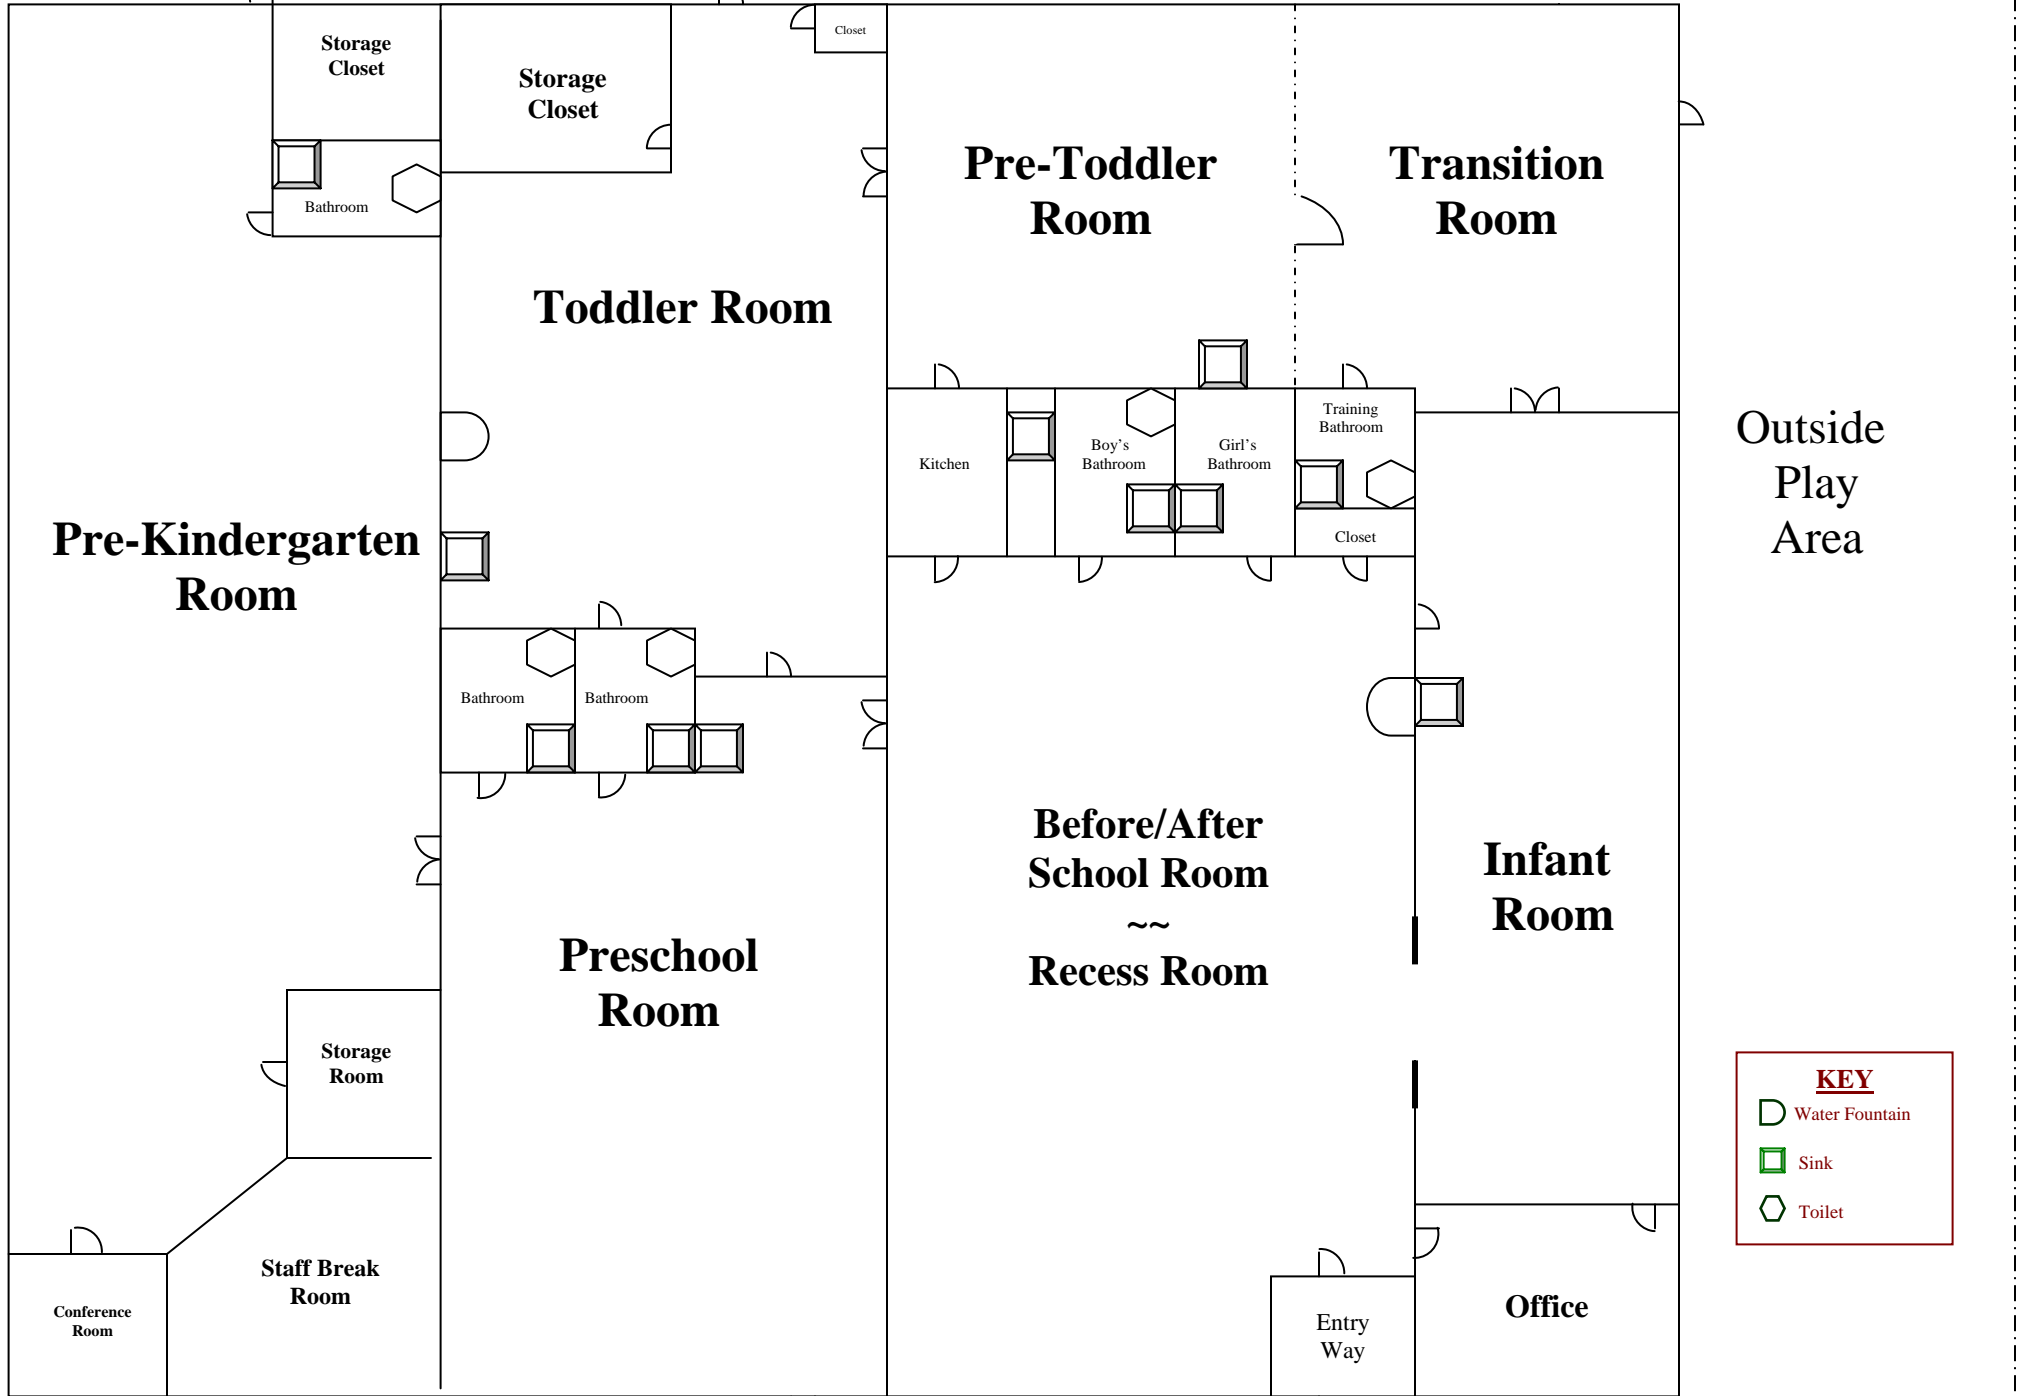 Storage
Closet
Storage
Closet
Closet
Pre-Toddler
Room
Transition
Room
Bathroom
Toddler Room
Training
Bathroom
Boy's
Bathroom
Girl's
Bathroom
Kitchen
Closet
Outside
Play
Area
Pre-Kindergarten
Room
Bathroom
Bathroom
Before/After
School Room
~~
Recess Room
Infant
Room
Preschool
Room
Storage
Room
KEY
Water Fountain
Sink
Toilet
Staff Break
Room
Conference
Room
Entry
Way
Office